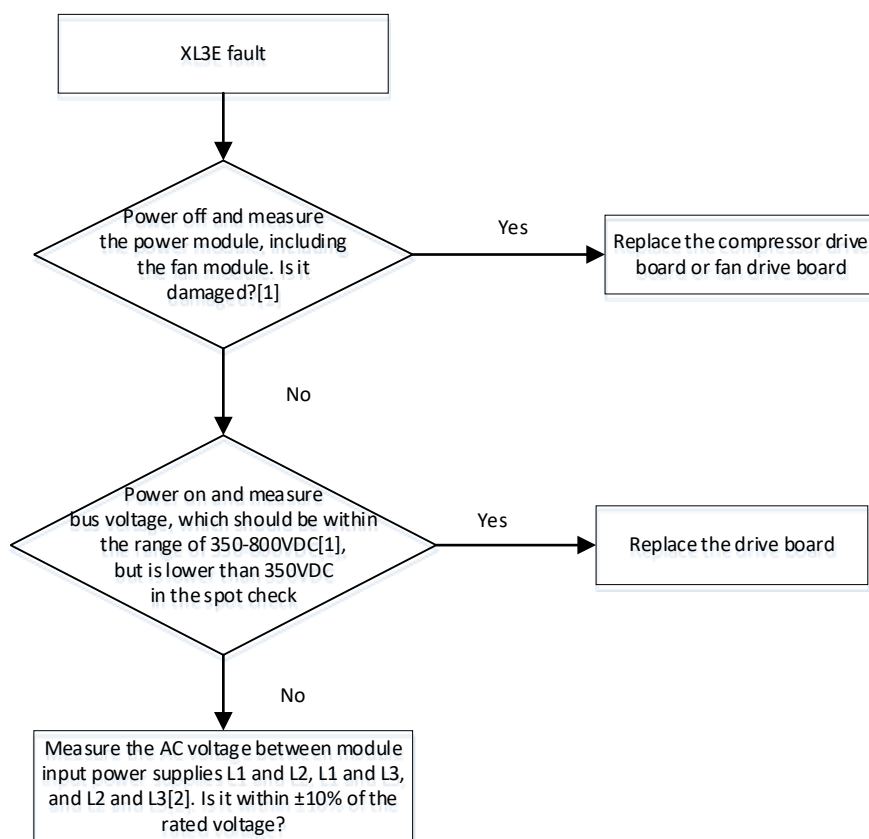 XL3E fault
Power off and measure
the power module, including
the fan module. Is it
damaged?[1]
Yes
Replace the compressor drive
board or fan drive board
No
Power on and measure
bus voltage, which should be within
the range of 350-800VDC[1],
but is lower than 350VDC
in the spot check
Yes
Replace the drive board
No
Measure the AC voltage between module
input power supplies L1 and L2, L1 and L3,
and L2 and L3[2]. Is it within ±10% of the
rated voltage?